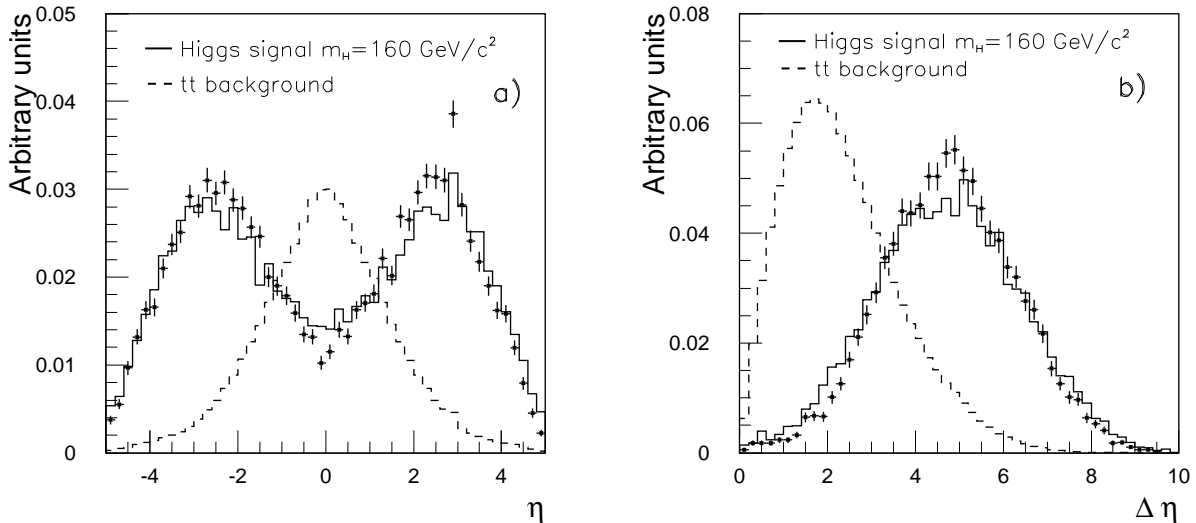 Arbitrary units
0.05
0.04
0.03
0.02
0.01
0
Higgs signal m_H=160 GeV/c²
tt background
a)
-4 -2 0 2 4
η
Arbitrary units
0.08
0.06
0.04
0.02
0
Higgs signal m_H=160 GeV/c²
tt background
b)
0 2 4 6 8 10
Δ η